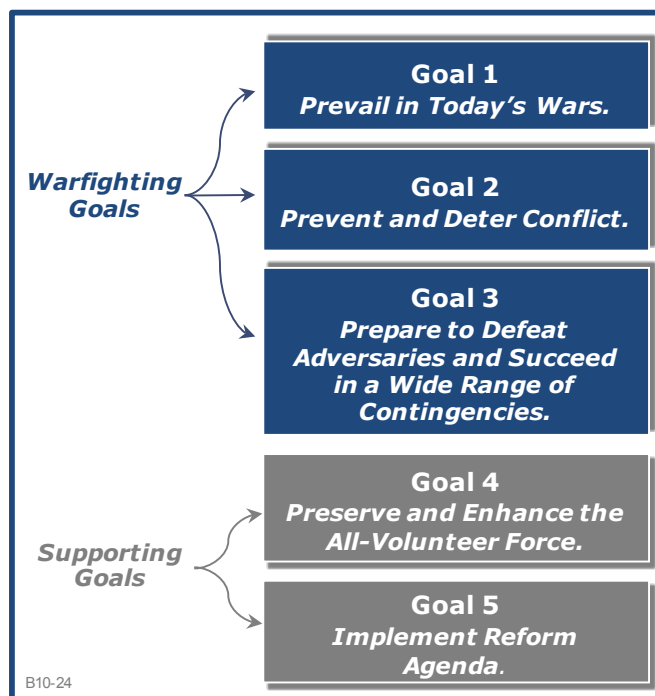 Goal 1
Prevail in Today's Wars.
Warfighting
Goals
Goal 2
Prevent and Deter Conflict.
Goal 3
Prepare to Defeat
Adversaries and Succeed
in a Wide Range of
Contingencies.
Goal 4
Preserve and Enhance the
All-Volunteer Force.
Supporting
Goals
Goal 5
Implement Reform
Agenda.
B10-24